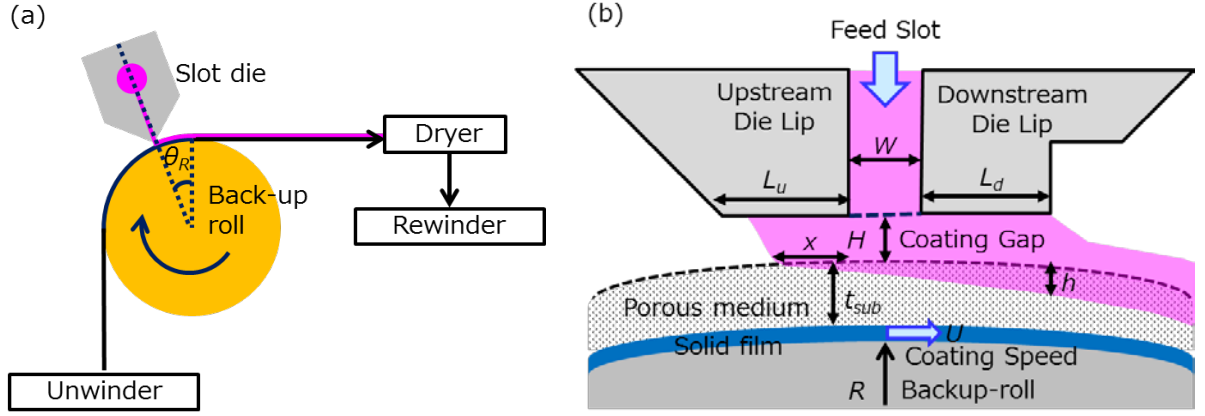 (a)
Slot die
θR
Back-up
roll
Dryer
Rewinder
Unwinder
(b)
Feed Slot
Upstream
Die Lip
Downstream
Die Lip
W
Lu
Ld
H
Coating Gap
x
h
Porous medium
tsub
Solid film
U
Coating Speed
R
Backup-roll